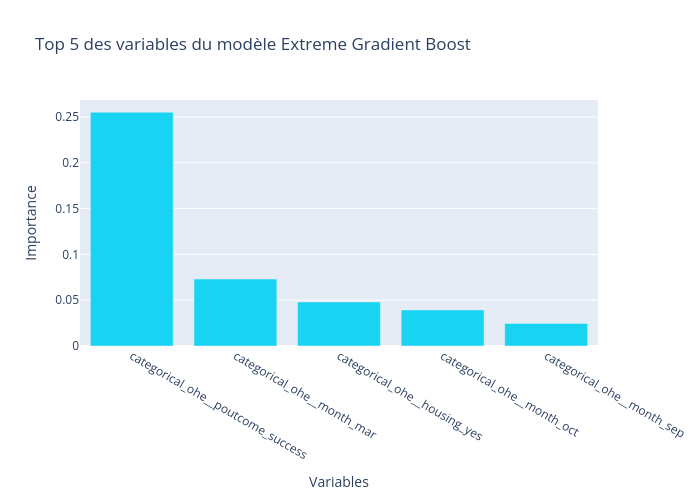 Top 5 des variables du modèle Extreme Gradient Boost
Importance
0.25
0.2
0.15
0.1
0.05
0
categorical_ohe__poutcome_success
categorical_ohe__month_mar
categorical_ohe__housing_yes
categorical_ohe__month_oct
categorical_ohe__month_sep
Variables